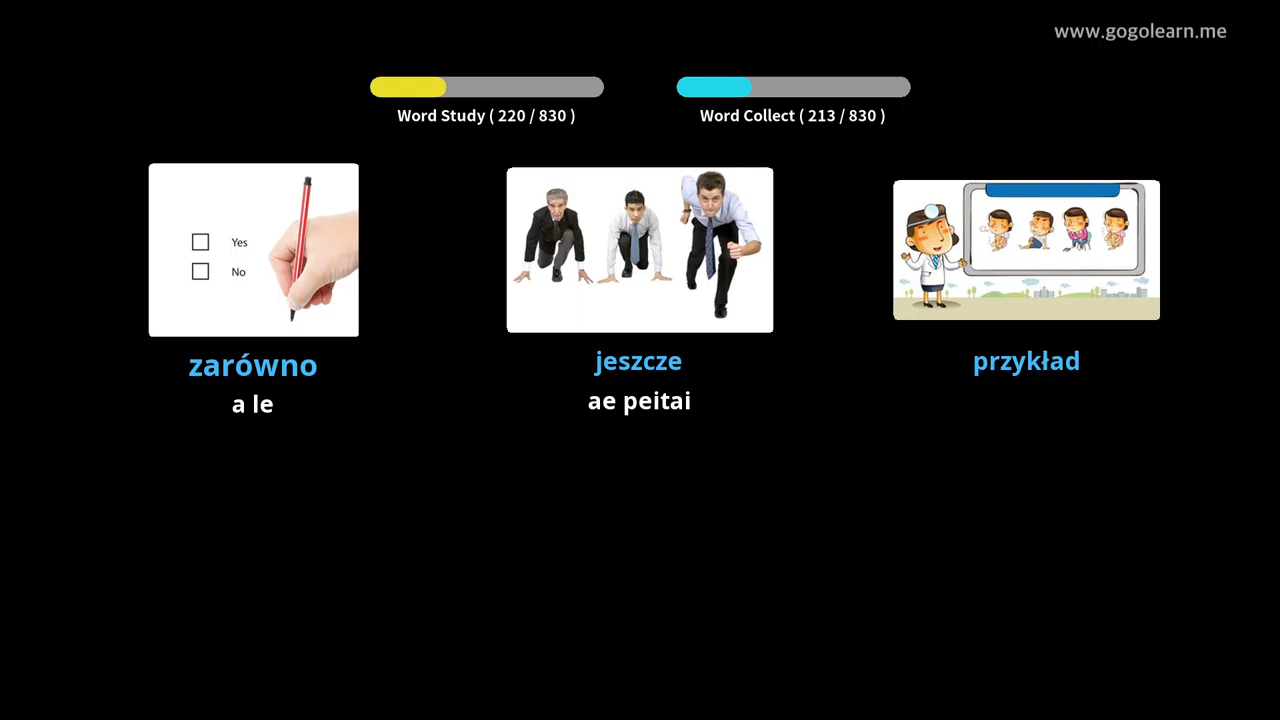 www.gogolearn.me
Word Study ( 220 / 830 )
Word Collect ( 213 / 830 )
Yes
No
zarówno
jeszcze
przykład
a le
ae peitai